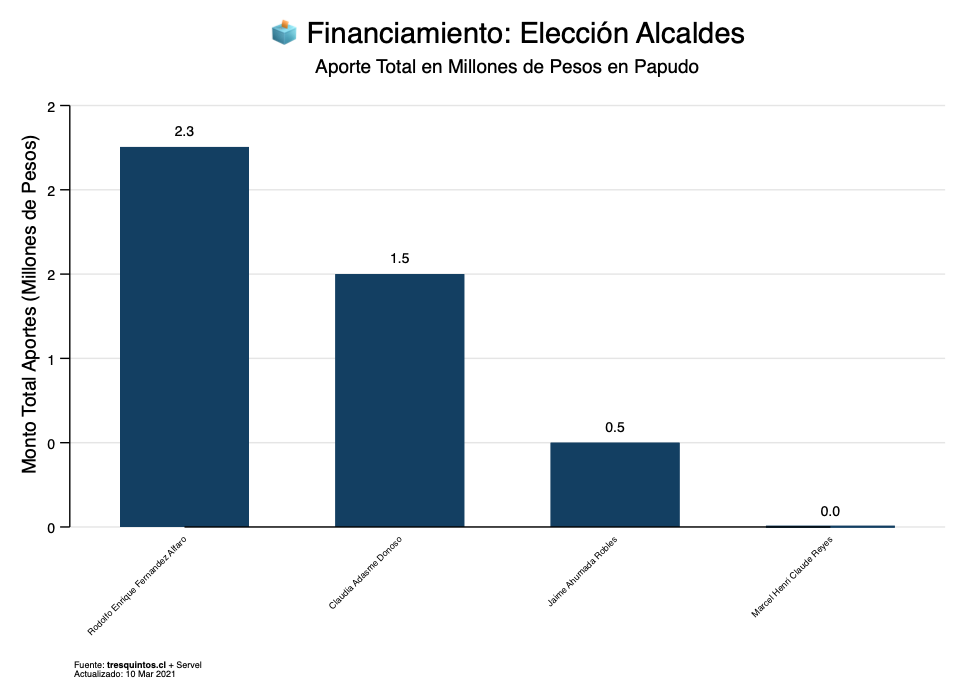 Financiamiento: Elección Alcaldes
Aporte Total en Millones de Pesos en Papudo
Monto Total Aportes (Millones de Pesos)
2
2
2
1
0
0
2.3
1.5
0.5
0.0
Rodolfo Enrique Fernandez Alfaro
Claudia Adasme Donoso
Jaime Ahumada Robles
Marcel Henri Claude Reyes
Fuente: tresquintos.cl + Servel
Actualizado: 10 Mar 2021